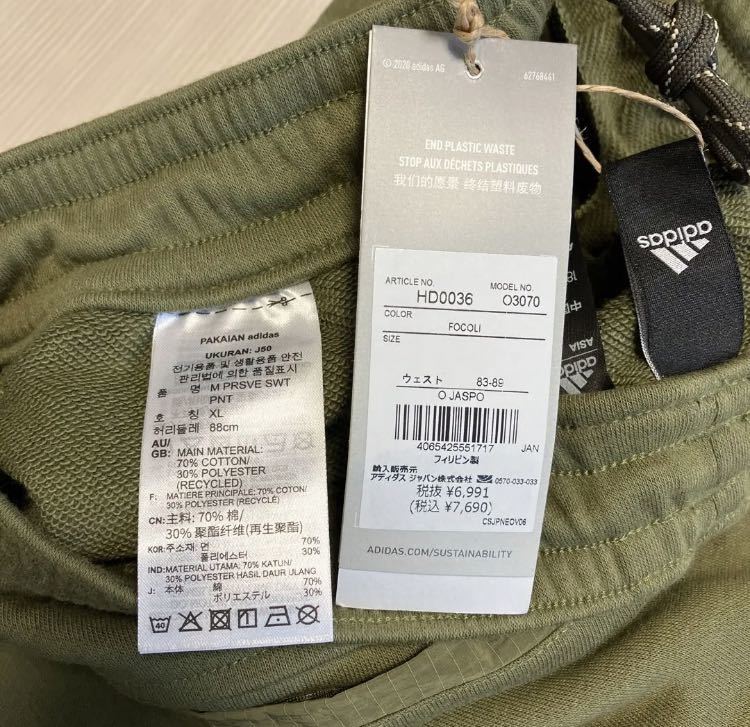 © 2020 adidas AG 62768441
END PLASTIC WASTE
STOP AUX DÉCHETS PLASTIQUES
我们的愿景 终结塑料废物
ARTICLE NO. HD0036 MODEL NO. O3070
COLOR FOCOLI
SIZE
ウェスト 83-89
O JASPO
4065425551717 JAN
フィリピン製
輸入販売元
アディダス ジャパン株式会社 0570-033-033
税抜 ¥6,991
(税込 ¥7,690)
CSJPNEOV06
ADIDAS.COM/SUSTAINABILITY
PAKAIAN adidas
UKURAN: J50
전기용품 및 생활용품 안전
관리법에 의한 품질표시
품 명 M PRSVE SWT
PNT
호 칭 XL
허리둘레 88cm
AU/
GB: MAIN MATERIAL:
70% COTTON/
30% POLYESTER
(RECYCLED)
F: MATIERE PRINCIPALE: 70% COTON/
30% POLYESTER (RECYCLÉ)
CN: 主料: 70% 棉/
30% 聚酯纤维(再生聚酯)
KOR: 주소재: 면 70%
폴리에스터 30%
IND: MATERIAL UTAMA: 70% KATUN/
30% POLYESTER HASIL DAUR ULANG
J: 本体 綿 70%
ポリエステル 30%
40
adidas
adidas
ASIA
中国